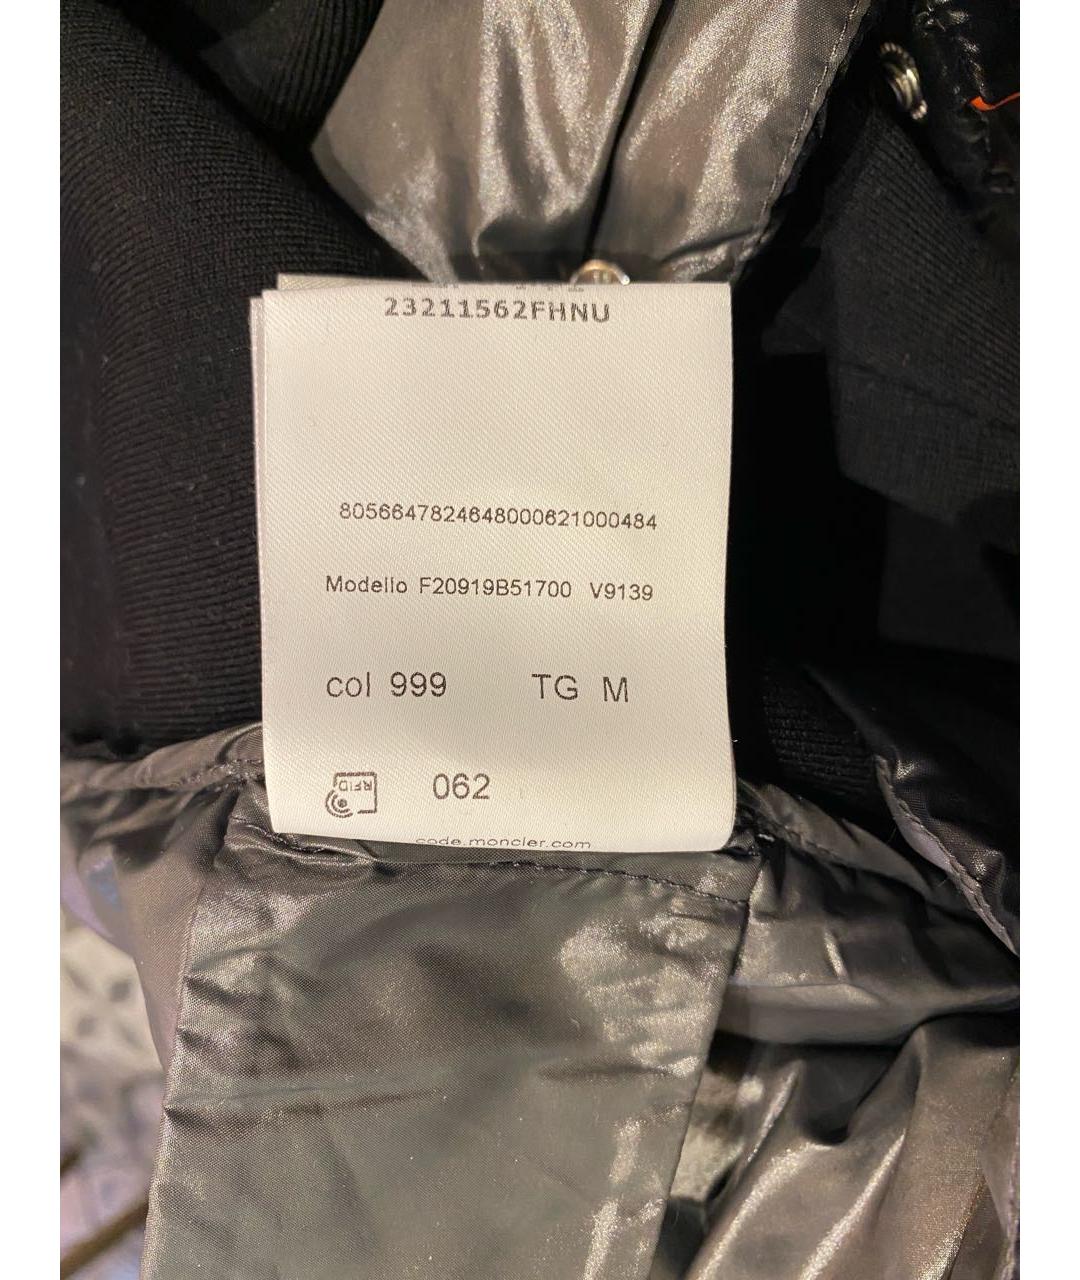 23211562FHNU
8056647824648000621000484
Modello F20919B51700 V9139
col 999 TG M
RFID 062
code.moncler.com